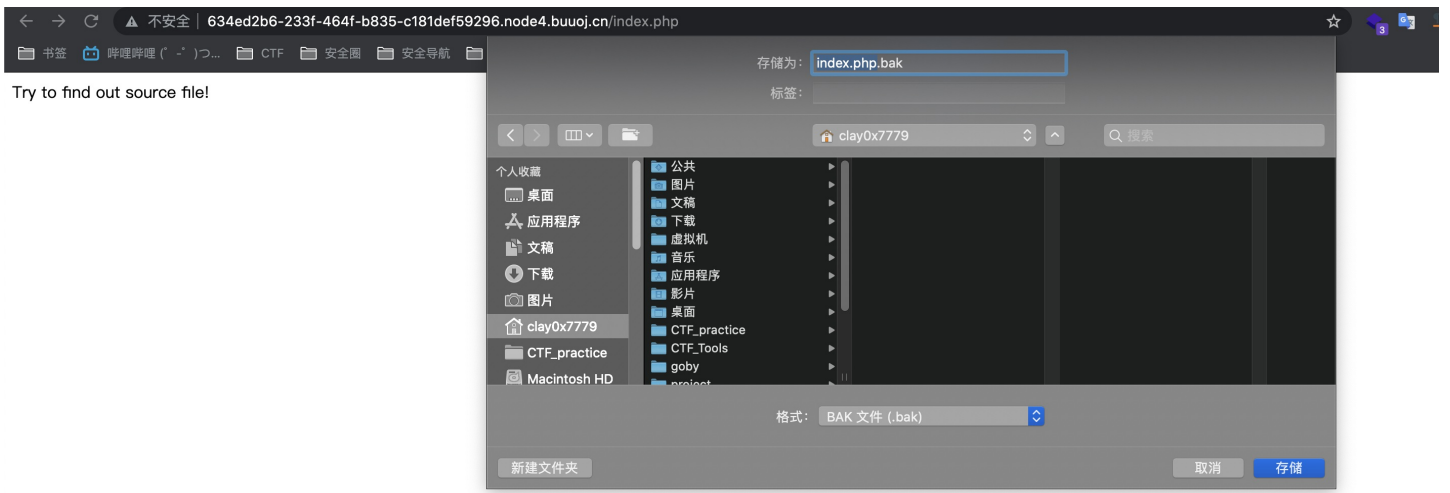 不安全 634ed2b6-233f-464f-b835-c181def59296.node4.buuoj.cn/index.php
3
书签 哔哩哔哩 (゜-゜)つ... CTF 安全圈 安全导航
Try to find out source file!
存储为: index.php.bak
标签:
clay0x7779
搜索
个人收藏
桌面
应用程序
文稿
下载
图片
clay0x7779
CTF_practice
Macintosh HD
公共
图片
文稿
下载
虚拟机
音乐
应用程序
影片
桌面
CTF_practice
CTF_Tools
goby
project
格式: BAK 文件 (.bak)
新建文件夹 取消 存储